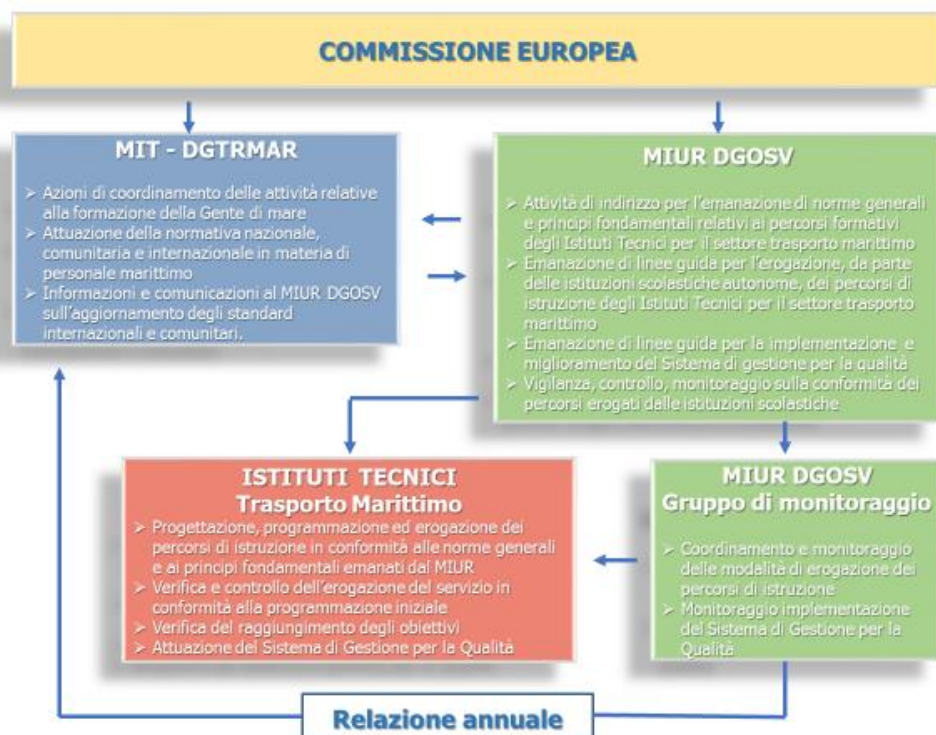 COMMISSIONE EUROPEA
MIT - DGTRMAR
➢ Azioni di coordinamento delle attività relative
alla formazione della Gente di mare
➢ Attuazione della normativa nazionale,
comunitaria e internazionale in materia di
personale marittimo
➢ Informazioni e comunicazioni al MIUR DGOSV
sull'aggiornamento degli standard
internazionali e comunitari.
MIUR DGOSV
➢ Attività di indirizzo per l'emanazione di norme generali
e principi fondamentali relativi ai percorsi formativi
degli Istituti Tecnici per il settore trasporto marittimo
➢ Emanazione di linee guida per l'erogazione, da parte
delle istituzioni scolastiche autonome, dei percorsi di
istruzione degli Istituti Tecnici per il settore trasporto
marittimo
➢ Emanazione di linee guida per la implementazione e
miglioramento del Sistema di gestione per la qualità
➢ Vigilanza, controllo, monitoraggio sulla conformità dei
percorsi erogati dalle istituzioni scolastiche
ISTITUTI TECNICI
Trasporto Marittimo
➢ Progettazione, programmazione ed erogazione dei
percorsi di istruzione in conformità alle norme generali
e ai principi fondamentali emanati dal MIUR
➢ Verifica e controllo dell'erogazione del servizio in
conformità alla programmazione iniziale
➢ Verifica del raggiungimento degli obiettivi
➢ Attuazione del Sistema di Gestione per la Qualità
MIUR DGOSV
Gruppo di monitoraggio
➢ Coordinamento e monitoraggio
delle modalità di erogazione dei
percorsi di istruzione
➢ Monitoraggio implementazione
del Sistema di Gestione per la
Qualità
Relazione annuale